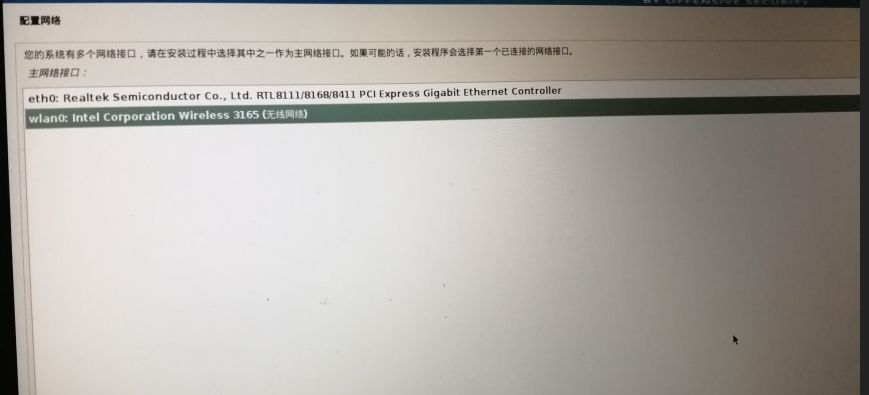 BY OFFENSIVE SECURITY
配置网络
您的系统有多个网络接口，请在安装过程中选择其中之一作为主网络接口。如果可能的话，安装程序会选择第一个已连接的网络接口。
主网络接口：
eth0: Realtek Semiconductor Co., Ltd. RTL8111/8168/8411 PCI Express Gigabit Ethernet Controller
wlan0: Intel Corporation Wireless 3165 (无线网络)